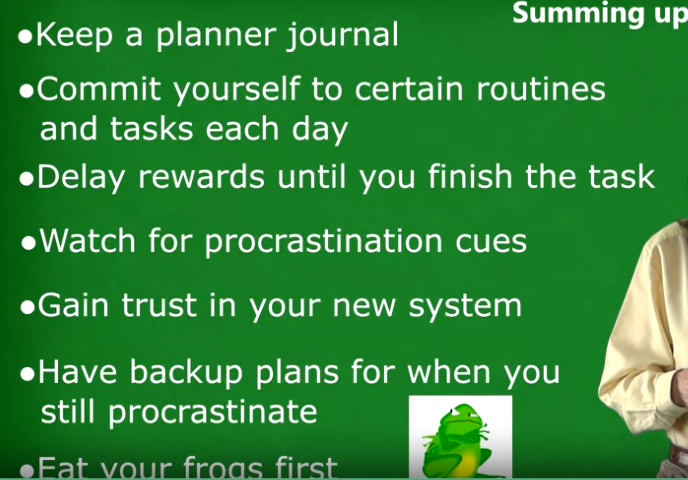 Summing up
●Keep a planner journal
●Commit yourself to certain routines
and tasks each day
●Delay rewards until you finish the task
●Watch for procrastination cues
●Gain trust in your new system
●Have backup plans for when you
still procrastinate
●Eat your frogs first